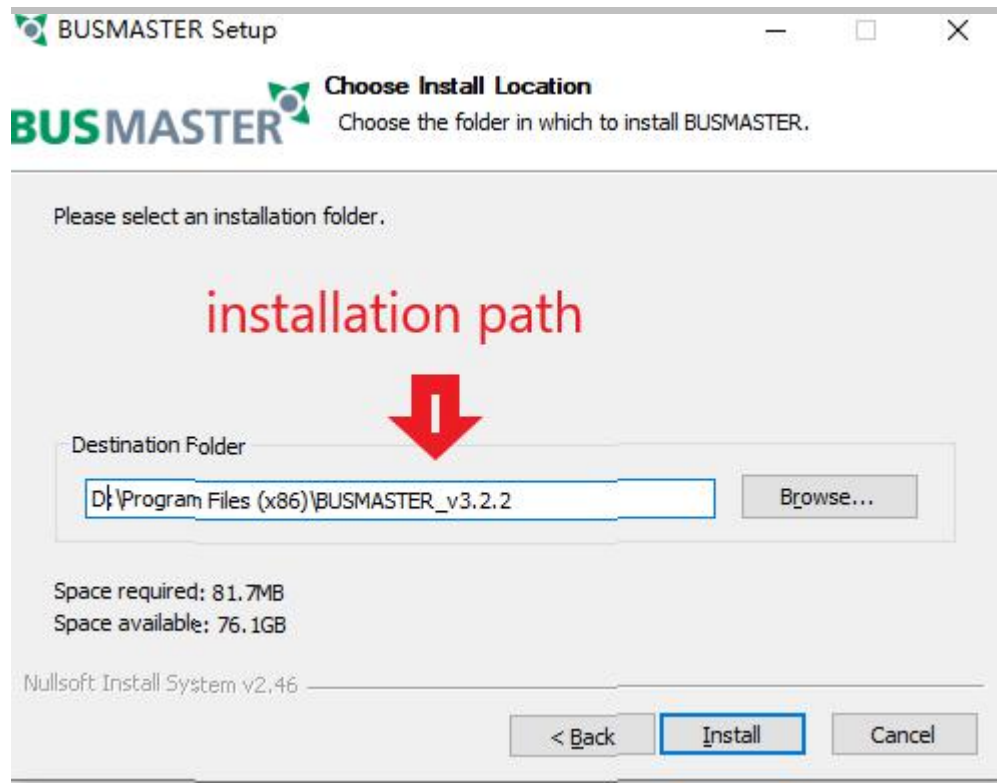 BUSMASTER Setup
BUSMASTER
Choose Install Location
Choose the folder in which to install BUSMASTER.
Please select an installation folder.
installation path
Destination Folder
D:\Program Files (x86)\BUSMASTER_v3.2.2
Browse...
Space required: 81.7MB
Space available: 76.1GB
Nullsoft Install System v2.46
< Back
Install
Cancel